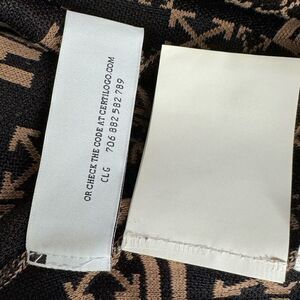 OR CHECK THE CODE AT CERTILOGO.COM
CLG 706 882 582 789